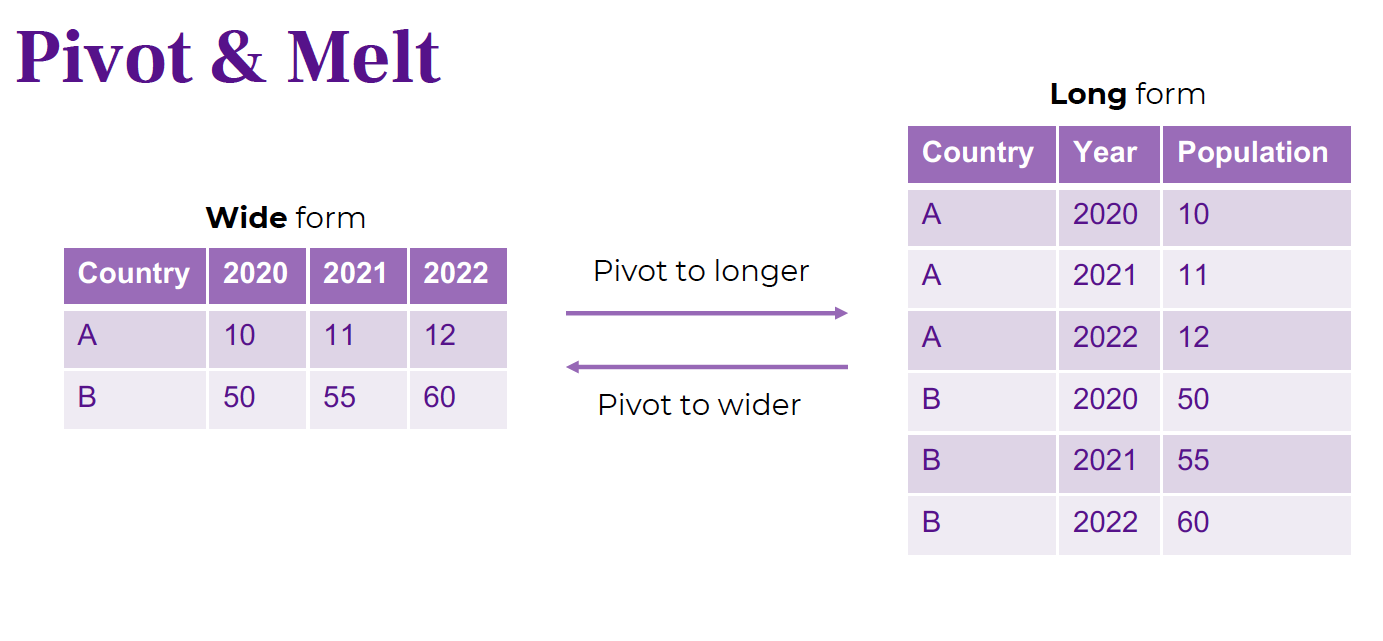 Pivot & Melt
Wide form
Country 2020 2021 2022
A 10 11 12
B 50 55 60
Pivot to longer
Pivot to wider
Long form
Country Year Population
A 2020 10
A 2021 11
A 2022 12
B 2020 50
B 2021 55
B 2022 60